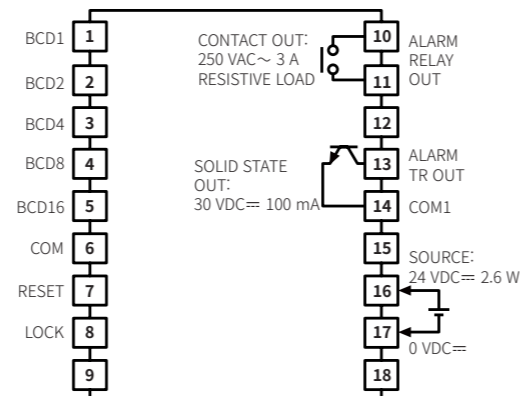 BCD1 1
BCD2 2
BCD4 3
BCD8 4
BCD16 5
COM 6
RESET 7
LOCK 8
9
CONTACT OUT:
250 VAC∼ 3 A
RESISTIVE LOAD
SOLID STATE
OUT:
30 VDC⎓ 100 mA
10 ALARM
RELAY
11 OUT
12
13 ALARM
TR OUT
14 COM1
15
SOURCE:
24 VDC⎓ 2.6 W
16
17
0 VDC⎓
18